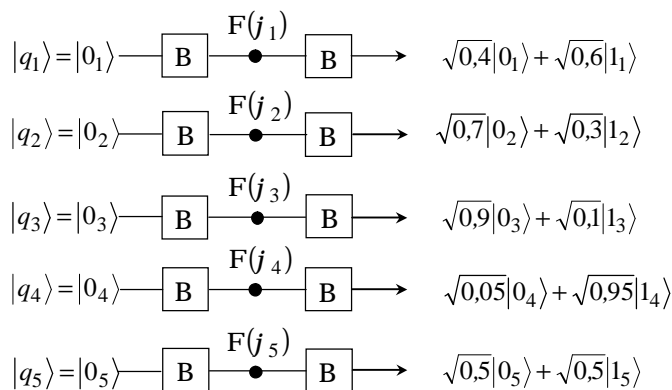 F(j₁)
|q₁⟩=|0₁⟩ B B √0,4|0₁⟩+√0,6|1₁⟩
F(j₂)
|q₂⟩=|0₂⟩ B B √0,7|0₂⟩+√0,3|1₂⟩
F(j₃)
|q₃⟩=|0₃⟩ B B √0,9|0₃⟩+√0,1|1₃⟩
F(j₄)
|q₄⟩=|0₄⟩ B B √0,05|0₄⟩+√0,95|1₄⟩
F(j₅)
|q₅⟩=|0₅⟩ B B √0,5|0₅⟩+√0,5|1₅⟩